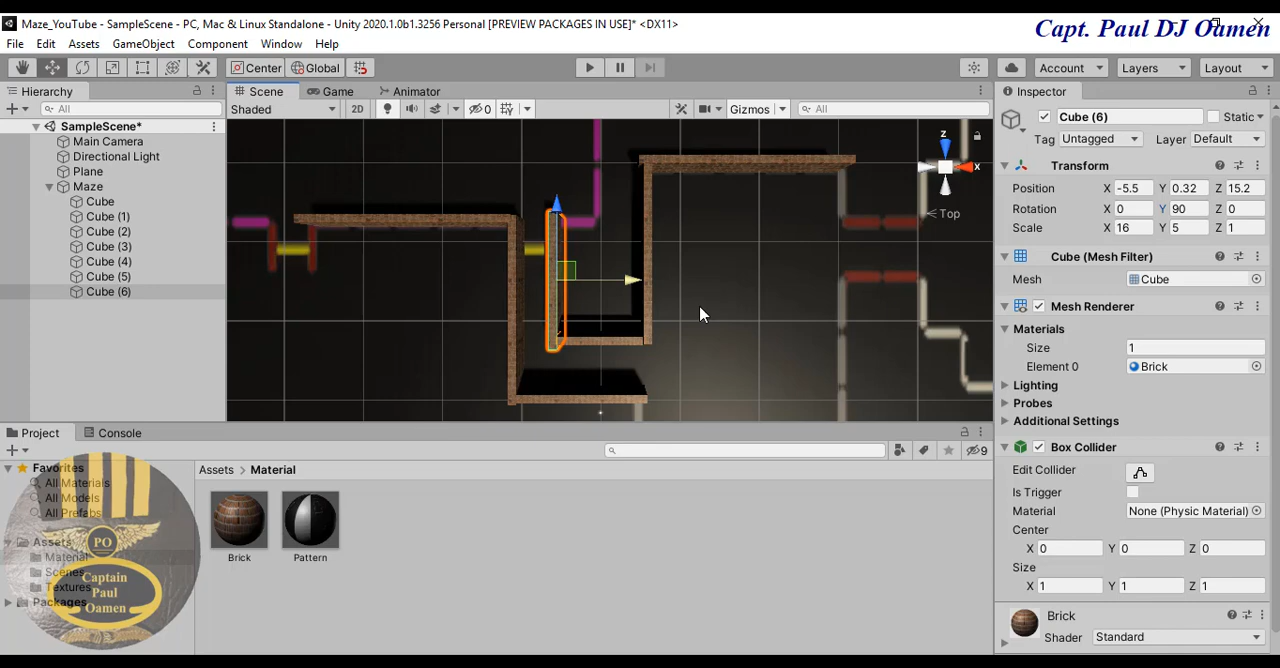 Maze_YouTube - SampleScene - PC, Mac & Linux Standalone - Unity 2020.1.0b1.3256 Personal [PREVIEW PACKAGES IN USE]* <DX11>
Capt. Paul DJ Oamen
File Edit Assets GameObject Component Window Help
Center Global Account Layers Layout
Hierarchy
Scene Game Animator
Inspector
All
Shaded 2D 0 Gizmos All
Cube (6) Static
Tag Untagged Layer Default
SampleScene*
Main Camera
Directional Light
Plane
Maze
Cube
Cube (1)
Cube (2)
Cube (3)
Cube (4)
Cube (5)
Cube (6)
z
x
Top
Transform
Position X -5.5 Y 0.32 Z 15.2
Rotation X 0 Y 90 Z 0
Scale X 16 Y 5 Z 1
Cube (Mesh Filter)
Mesh Cube
Mesh Renderer
Materials
Size 1
Element 0 Brick
Lighting
Probes
Additional Settings
Box Collider
Edit Collider
Is Trigger
Material None (Physic Material)
Center
X 0 Y 0 Z 0
Size
X 1 Y 1 Z 1
Brick
Shader Standard
Project Console
9
Favorites
All Materials
All Models
All Prefabs
Assets
Material
Scenes
Textures
Packages
Assets > Material
Brick Pattern
PO
Captain
Paul
Oamen